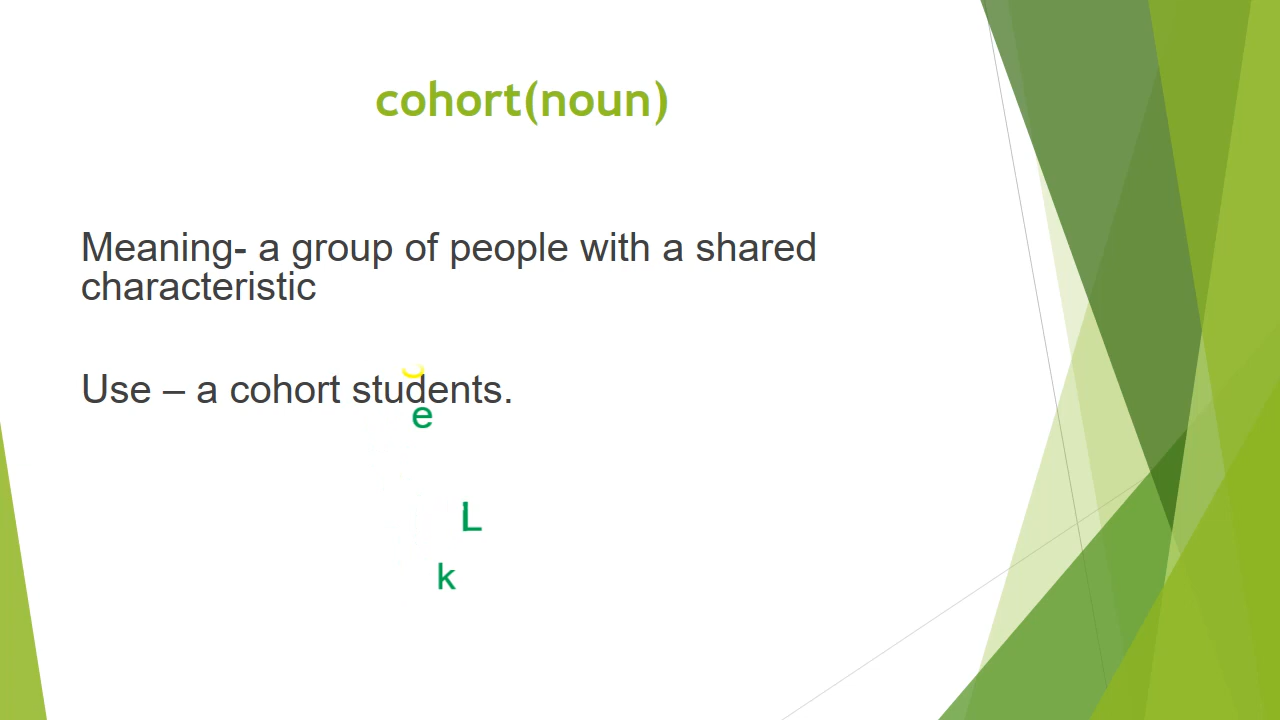 cohort(noun)
Meaning- a group of people with a shared
characteristic
Use – a cohort students.
e
L
k